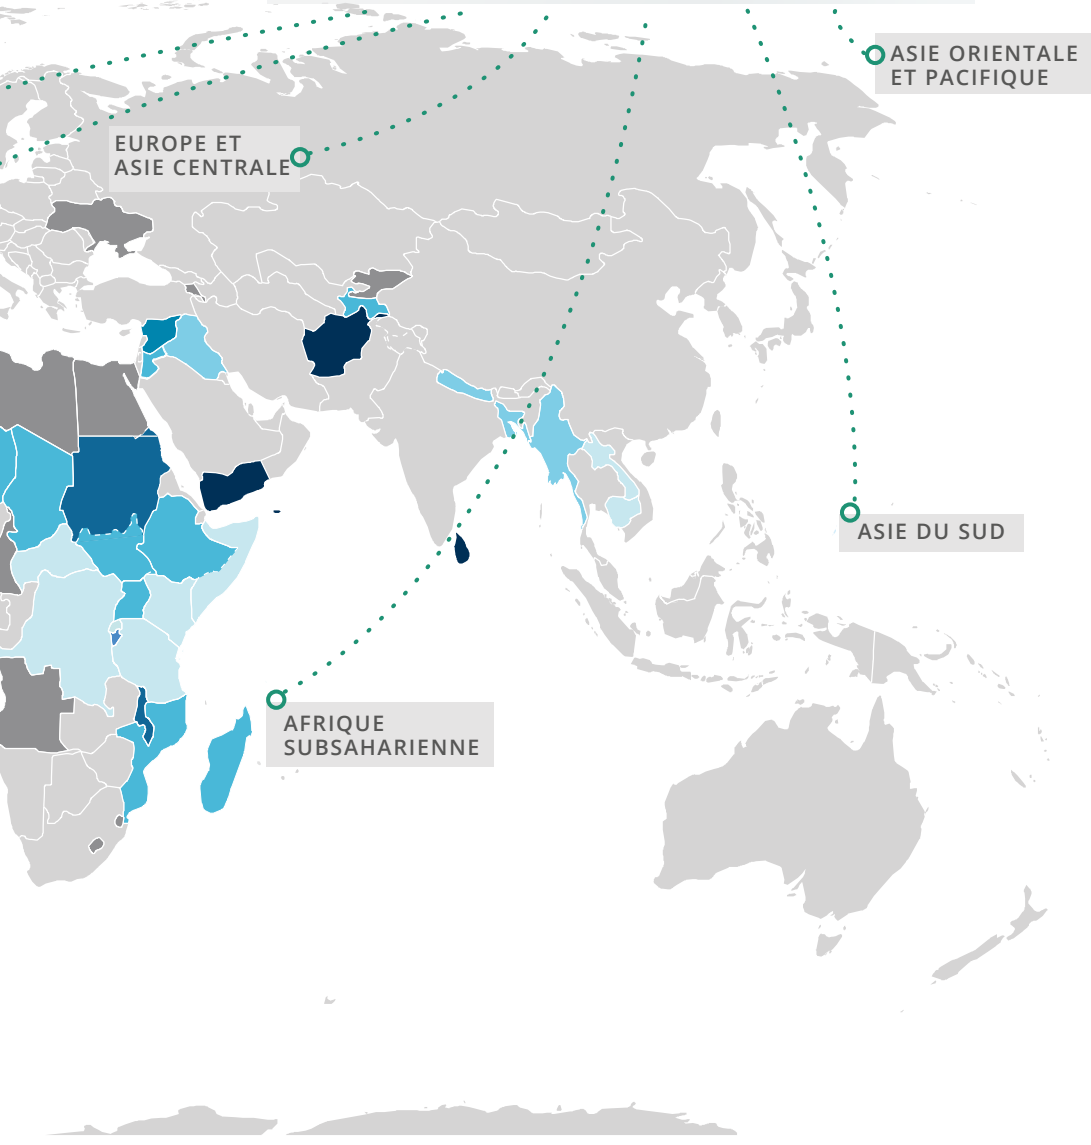 ASIE ORIENTALE
ET PACIFIQUE
EUROPE ET
ASIE CENTRALE
ASIE DU SUD
AFRIQUE
SUBSAHARIENNE